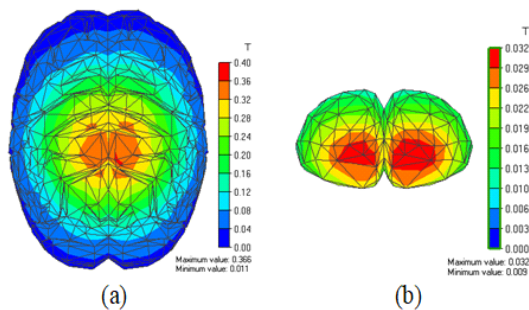 T
0.40
0.36
0.32
0.28
0.24
0.20
0.16
0.12
0.08
0.04
0.00
Maximum value: 0.366
Minimum value: 0.011
(a)
T
0.032
0.029
0.026
0.022
0.019
0.016
0.013
0.010
0.006
0.003
0.000
Maximum value: 0.032
Minimum value: 0.009
(b)